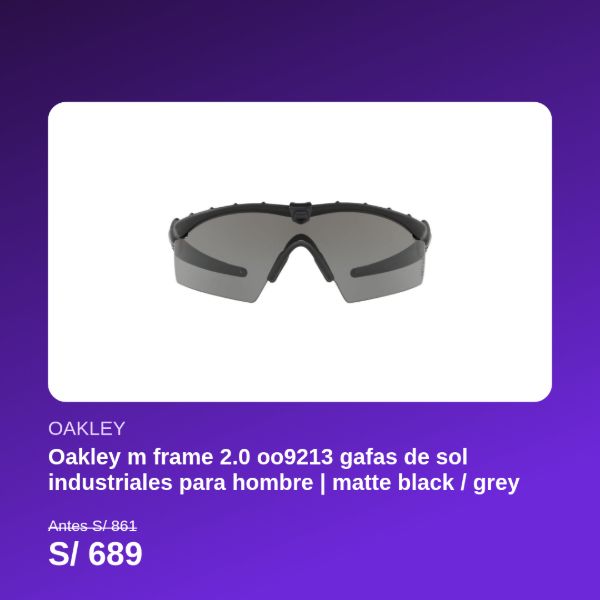 OAKLEY
Oakley m frame 2.0 oo9213 gafas de sol
industriales para hombre | matte black / grey
Antes S/ 861
S/ 689